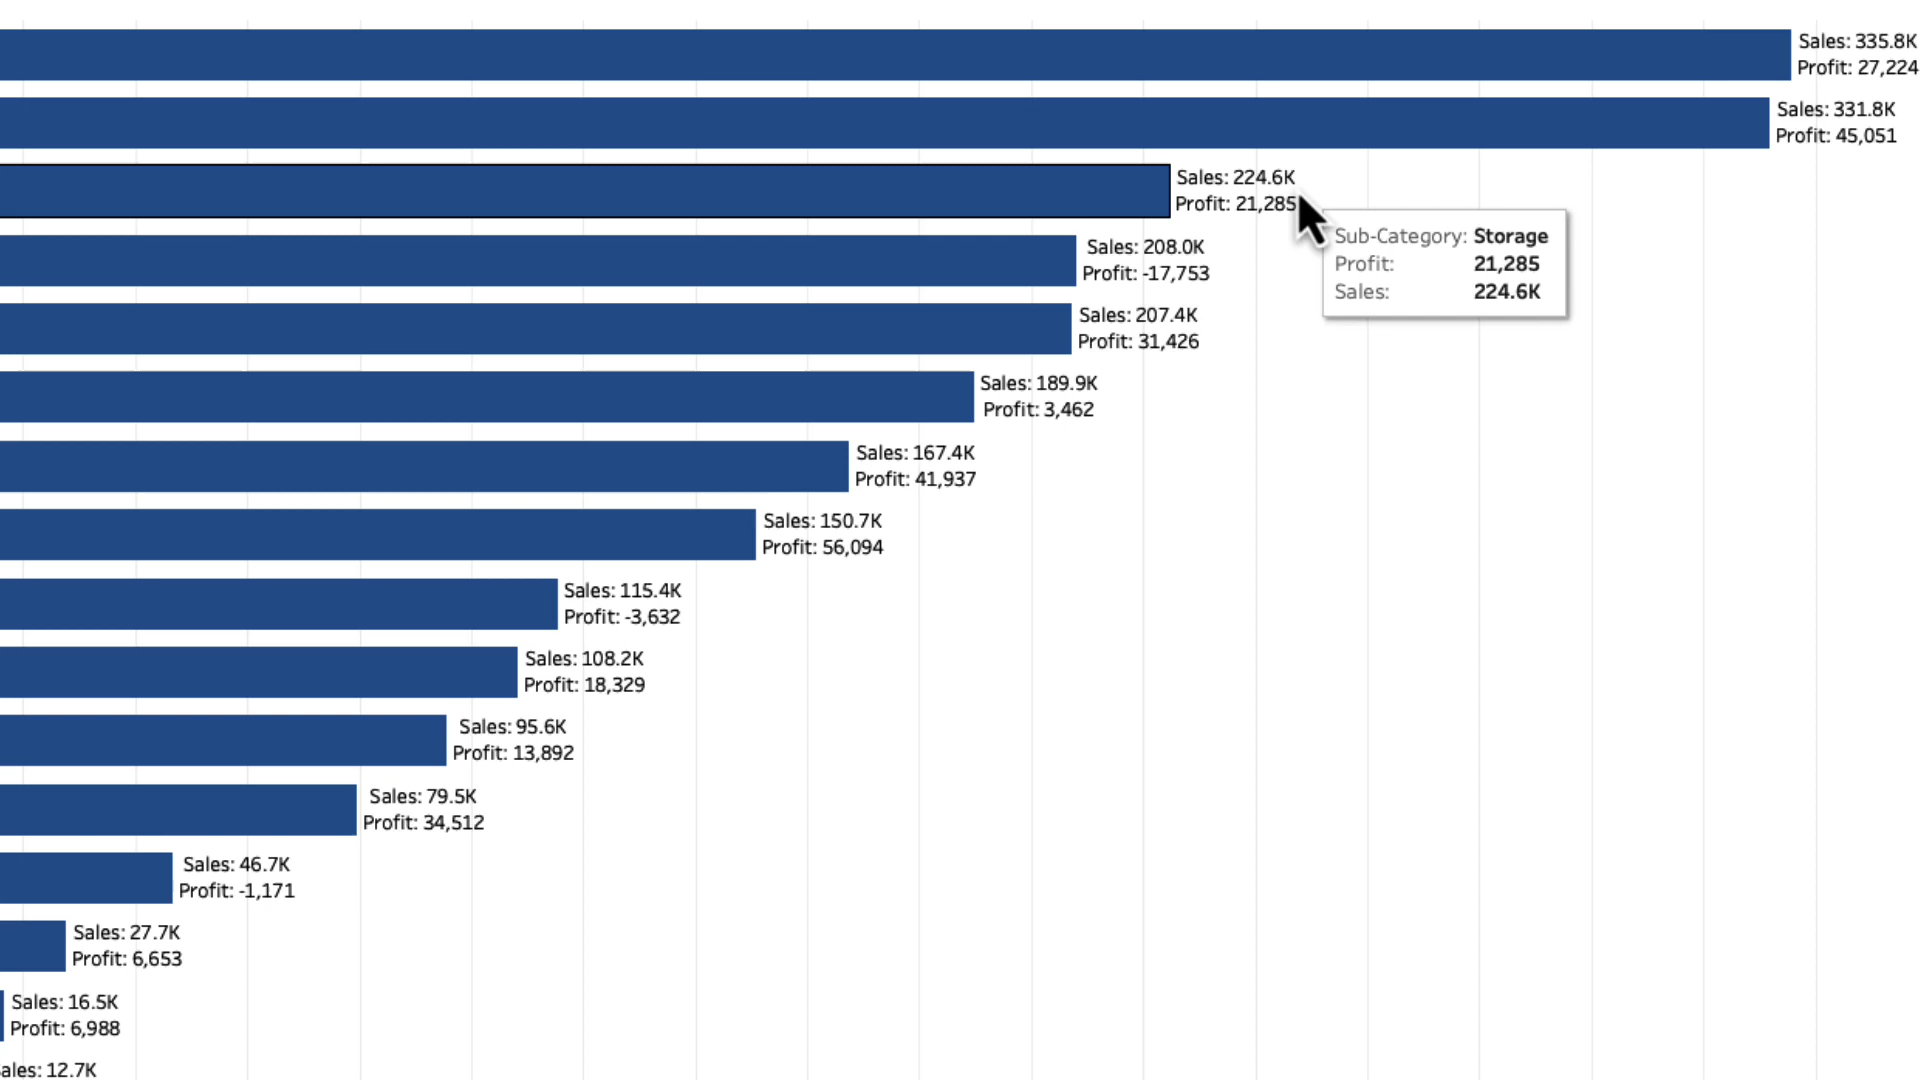 Sales: 335.8K
Profit: 27,224
Sales: 331.8K
Profit: 45,051
Sales: 224.6K
Profit: 21,285
Sub-Category: Storage
Profit: 21,285
Sales: 224.6K
Sales: 208.0K
Profit: -17,753
Sales: 207.4K
Profit: 31,426
Sales: 189.9K
Profit: 3,462
Sales: 167.4K
Profit: 41,937
Sales: 150.7K
Profit: 56,094
Sales: 115.4K
Profit: -3,632
Sales: 108.2K
Profit: 18,329
Sales: 95.6K
Profit: 13,892
Sales: 79.5K
Profit: 34,512
Sales: 46.7K
Profit: -1,171
Sales: 27.7K
Profit: 6,653
Sales: 16.5K
Profit: 6,988
ales: 12.7K